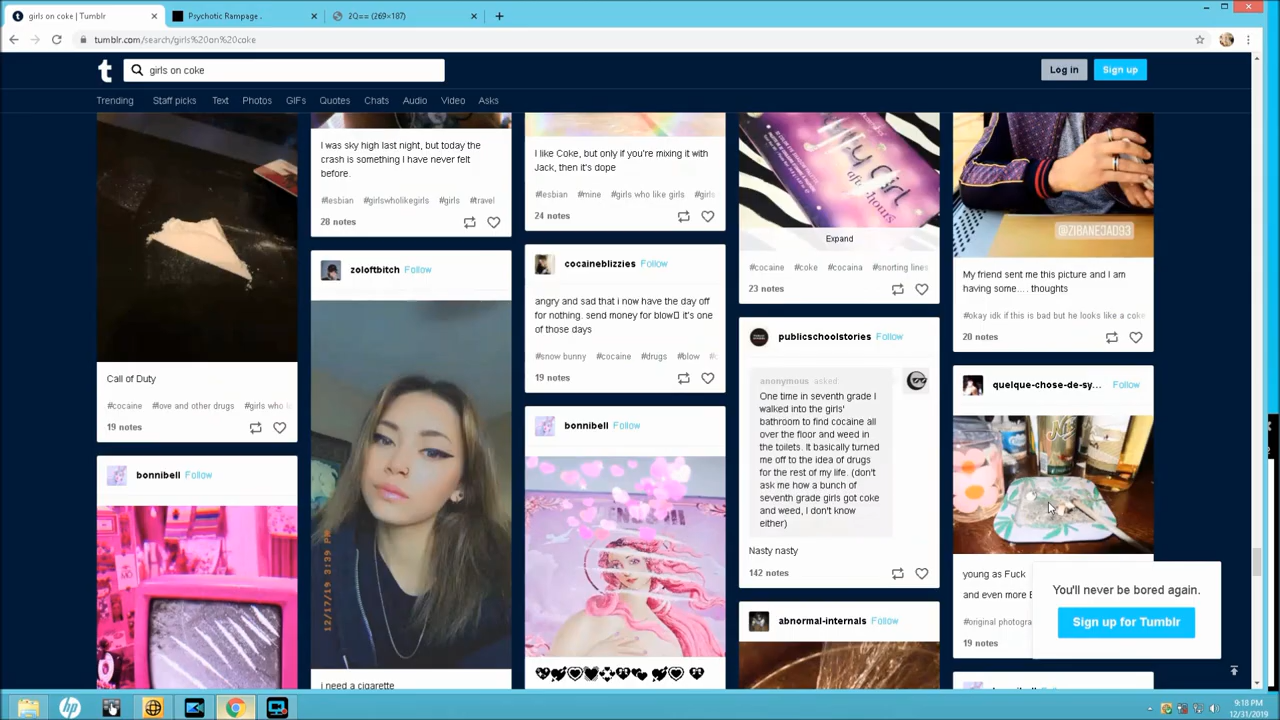 girls on coke | Tumblr
Psychotic Rampage .
2Q== (269×187)
tumblr.com/search/girls%20on%20coke
girls on coke
Log in
Sign up
Trending
Staff picks
Text
Photos
GIFs
Quotes
Chats
Audio
Video
Asks
Call of Duty
#cocaine #love and other drugs #girls who
19 notes
bonnibell Follow
I was sky high last night, but today the
crash is something I have never felt
before.
#lesbian #girlswholikegirls #girls #travel
28 notes
zoloftbitch Follow
12/17/19 3:39 PM
i need a cigarette
I like Coke, but only if you're mixing it with
Jack, then it's dope
#lesbian #mine #girls who like girls #girls
24 notes
cocaineblizzies Follow
angry and sad that i now have the day off
for nothing. send money for blow it's one
of those days
#snow bunny #cocaine #drugs #blow
19 notes
bonnibell Follow
My Girl
Expand
#cocaine #coke #cocaina #snorting lines
23 notes
publicschoolstories Follow
anonymous asked:
One time in seventh grade I
walked into the girls'
bathroom to find cocaine all
over the floor and weed in
the toilets. It basically turned
me off to the idea of drugs
for the rest of my life. (don't
ask me how a bunch of
seventh grade girls got coke
and weed, I don't know
either)
Nasty nasty
142 notes
abnormal-internals Follow
@ZIBANEJAD93
My friend sent me this picture and I am
having some.... thoughts
#okay idk if this is bad but he looks like a coke
20 notes
quelque-chose-de-sy... Follow
young as Fuck
and even more
#original photogra
19 notes
You'll never be bored again.
Sign up for Tumblr
9:18 PM
12/31/2019